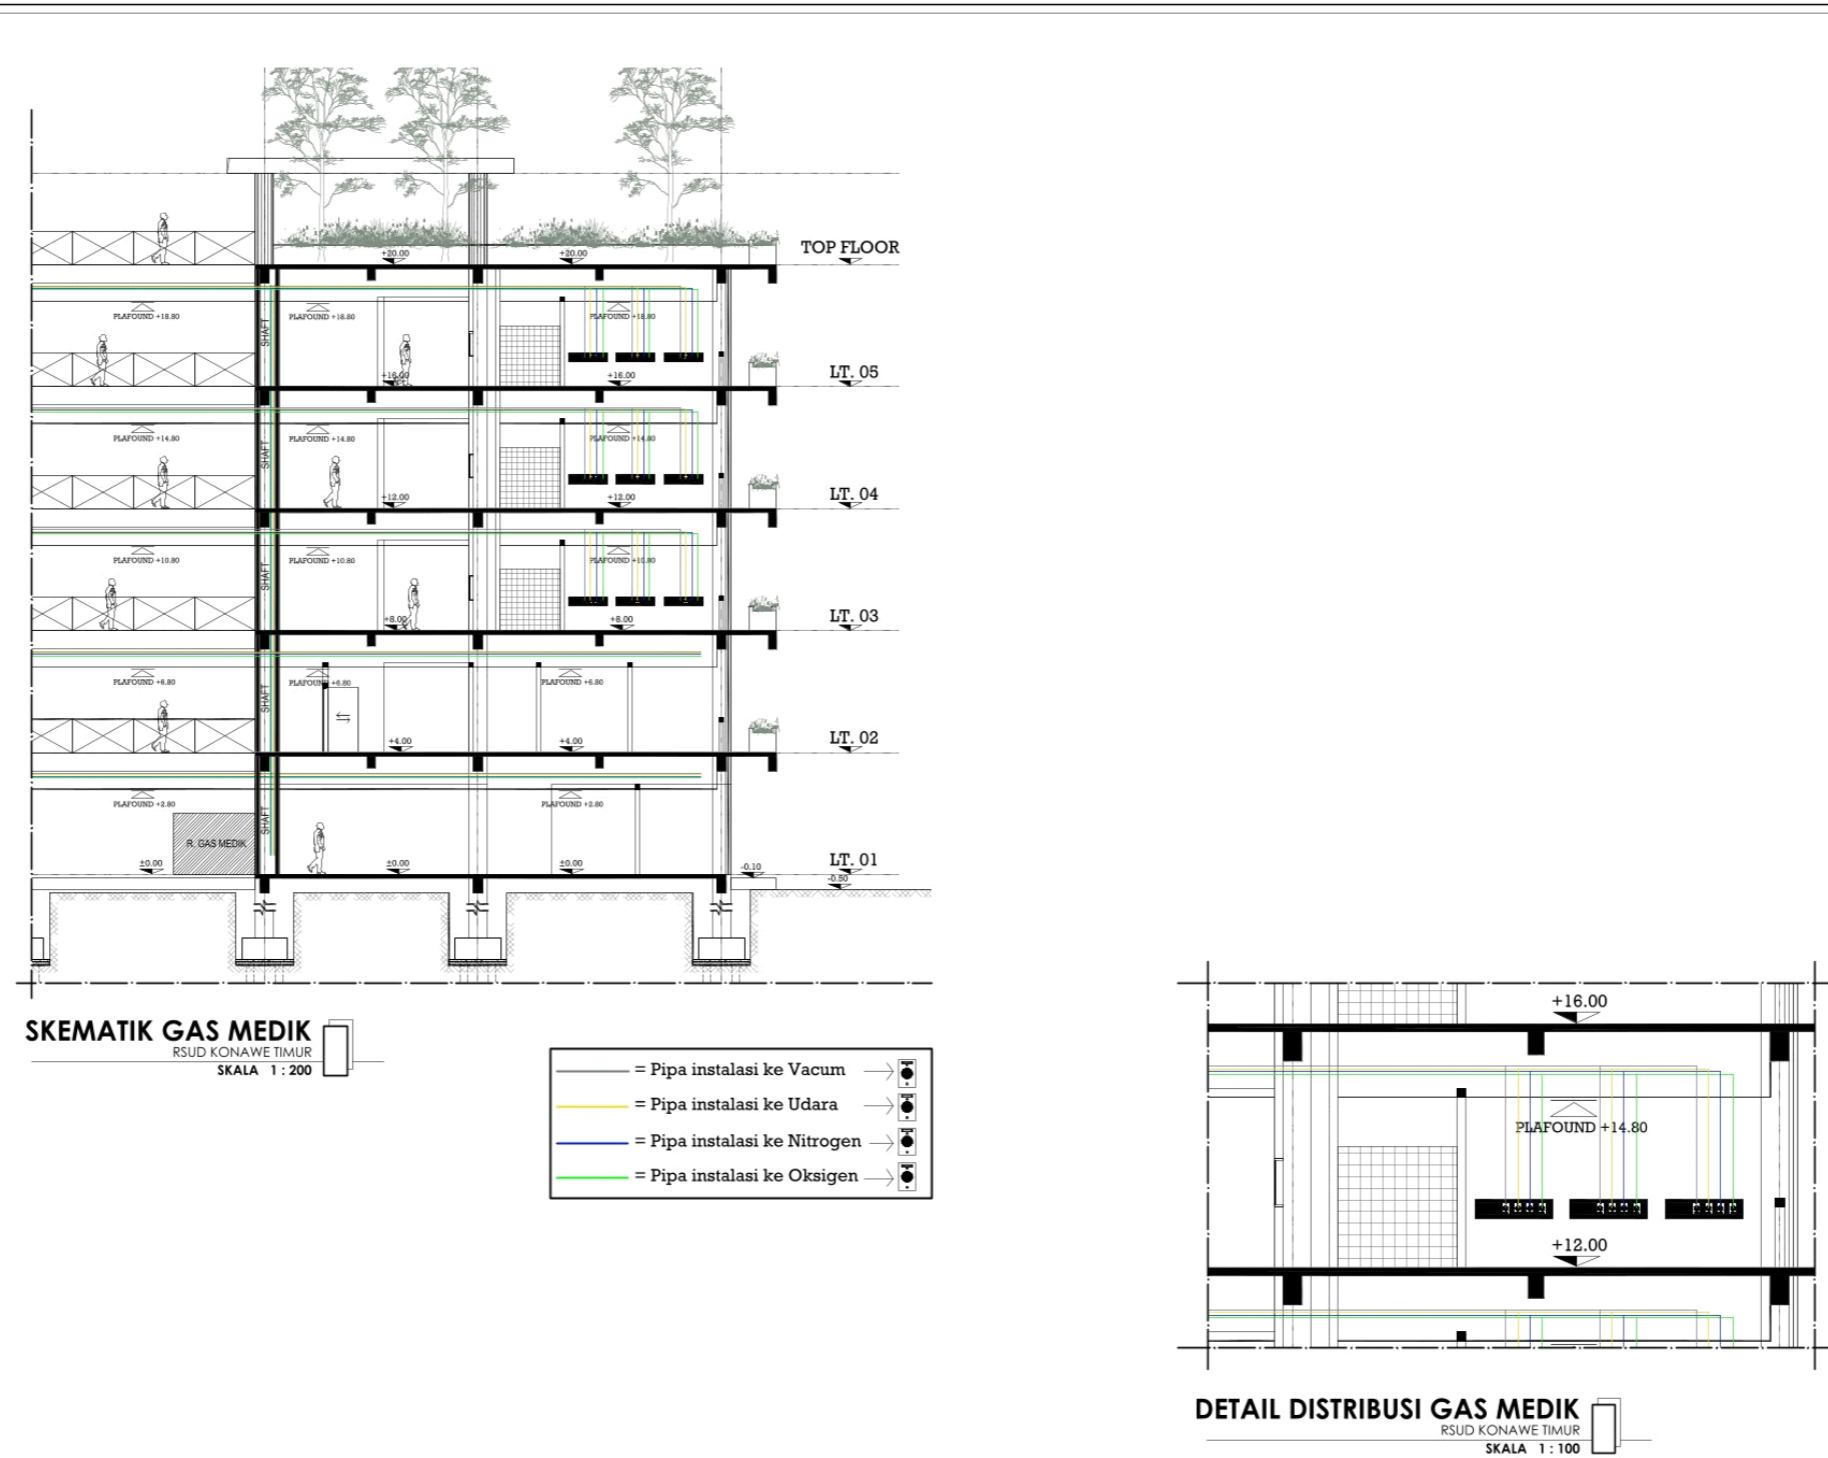 +20.00 +20.00 TOP FLOOR
PLAFOUND +18.80 PLAFOUND +18.80 PLAFOUND +18.80
SHAFT
+16.00 +16.00 LT. 05
PLAFOUND +14.80 PLAFOUND +14.80 PLAFOUND +14.80
SHAFT
+12.00 +12.00 LT. 04
PLAFOUND +10.80 PLAFOUND +10.80 PLAFOUND +10.80
SHAFT
+8.00 +8.00 LT. 03
PLAFOUND +6.80 PLAFOUND +6.80 PLAFOUND +6.80
SHAFT
+4.00 +4.00 LT. 02
PLAFOUND +2.80 PLAFOUND +2.80
SHAFT
R. GAS MEDIK
±0.00 ±0.00 ±0.00 -0.10 LT. 01
-0.50
SKEMATIK GAS MEDIK
RSUD KONAWE TIMUR
SKALA 1 : 200
= Pipa instalasi ke Vacum
= Pipa instalasi ke Udara
= Pipa instalasi ke Nitrogen
= Pipa instalasi ke Oksigen
+16.00
PLAFOUND +14.80
+12.00
DETAIL DISTRIBUSI GAS MEDIK
RSUD KONAWE TIMUR
SKALA 1 : 100